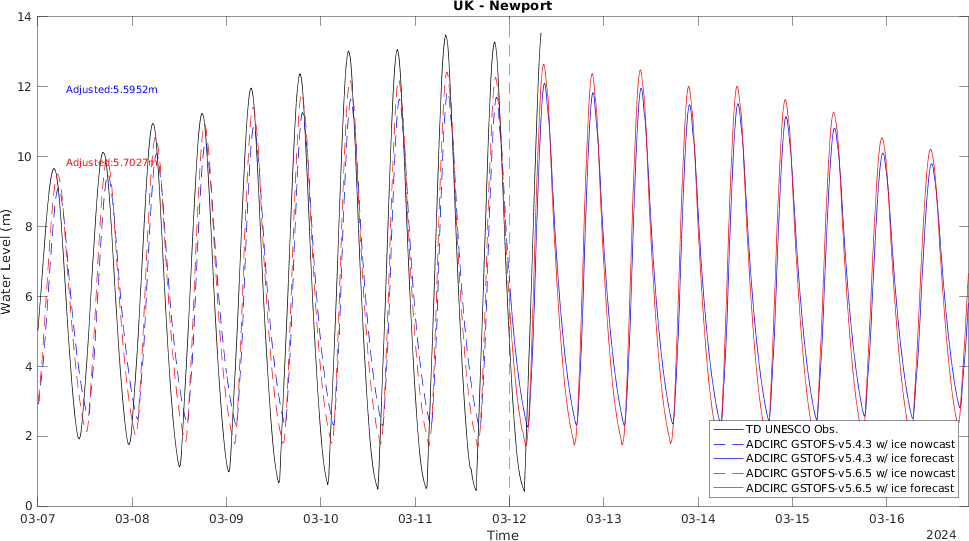 UK - Newport
14
12
10
8
6
4
2
0
Water Level (m)
Adjusted:5.5952m
Adjusted:5.7027m
TD UNESCO Obs.
ADCIRC GSTOFS-v5.4.3 w/ ice nowcast
ADCIRC GSTOFS-v5.4.3 w/ ice forecast
ADCIRC GSTOFS-v5.6.5 w/ ice nowcast
ADCIRC GSTOFS-v5.6.5 w/ ice forecast
03-07 03-08 03-09 03-10 03-11 03-12 03-13 03-14 03-15 03-16
Time
2024